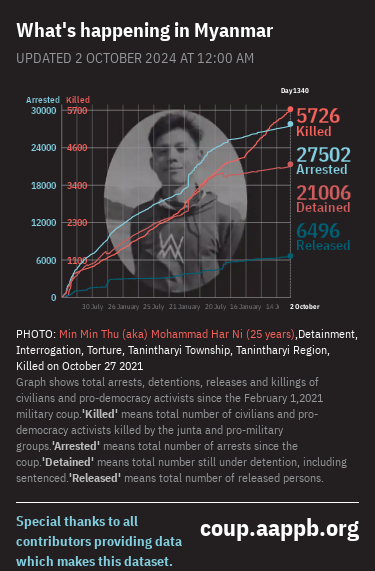 What's happening in Myanmar
UPDATED 2 OCTOBER 2024 AT 12:00 AM
Day1340
Arrested Killed
30000 5700
24000 4600
18000 3400
12000 2300
6000 1100
0
5726
Killed
27502
Arrested
21006
Detained
6496
Released
30 July 26 January 25 July 21 January 20 July 16 January 14 J 2 October
PHOTO: Min Min Thu (aka) Mohammad Har Ni (25 years),Detainment,
Interrogation, Torture, Tanintharyi Township, Tanintharyi Region,
Killed on October 27 2021
Graph shows total arrests, detentions, releases and killings of
civilians and pro-democracy activists since the February 1,2021
military coup.'Killed' means total number of civilians and pro-
democracy activists killed by the junta and pro-military
groups.'Arrested' means total number of arrests since the
coup.'Detained' means total number still under detention, including
sentenced.'Released' means total number of released persons.
Special thanks to all
contributors providing data
which makes this dataset.
coup.aappb.org